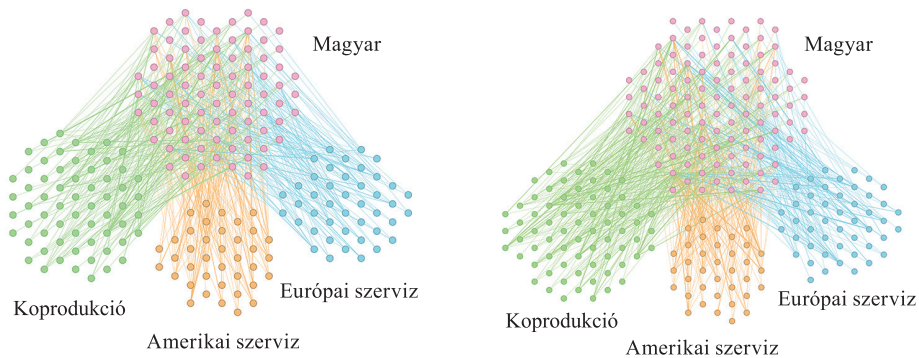 Magyar
Koprodukció
Európai szerviz
Amerikai szerviz
Magyar
Koprodukció
Európai szerviz
Amerikai szerviz